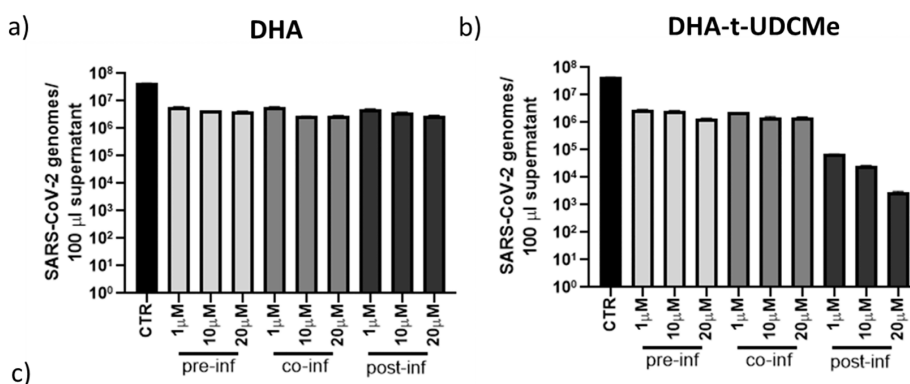 a)
DHA
SARS-CoV-2 genomes/
100 µl supernatant
10⁸
10⁷
10⁶
10⁵
10⁴
10³
10²
10¹
10⁰
CTR
1µM
10µM
20µM
1µM
10µM
20µM
1µM
10µM
20µM
pre-inf
co-inf
post-inf
b)
DHA-t-UDCMe
SARS-CoV-2 genomes/
100 µl supernatant
10⁸
10⁷
10⁶
10⁵
10⁴
10³
10²
10¹
10⁰
CTR
1µM
10µM
20µM
1µM
10µM
20µM
1µM
10µM
20µM
pre-inf
co-inf
post-inf
c)